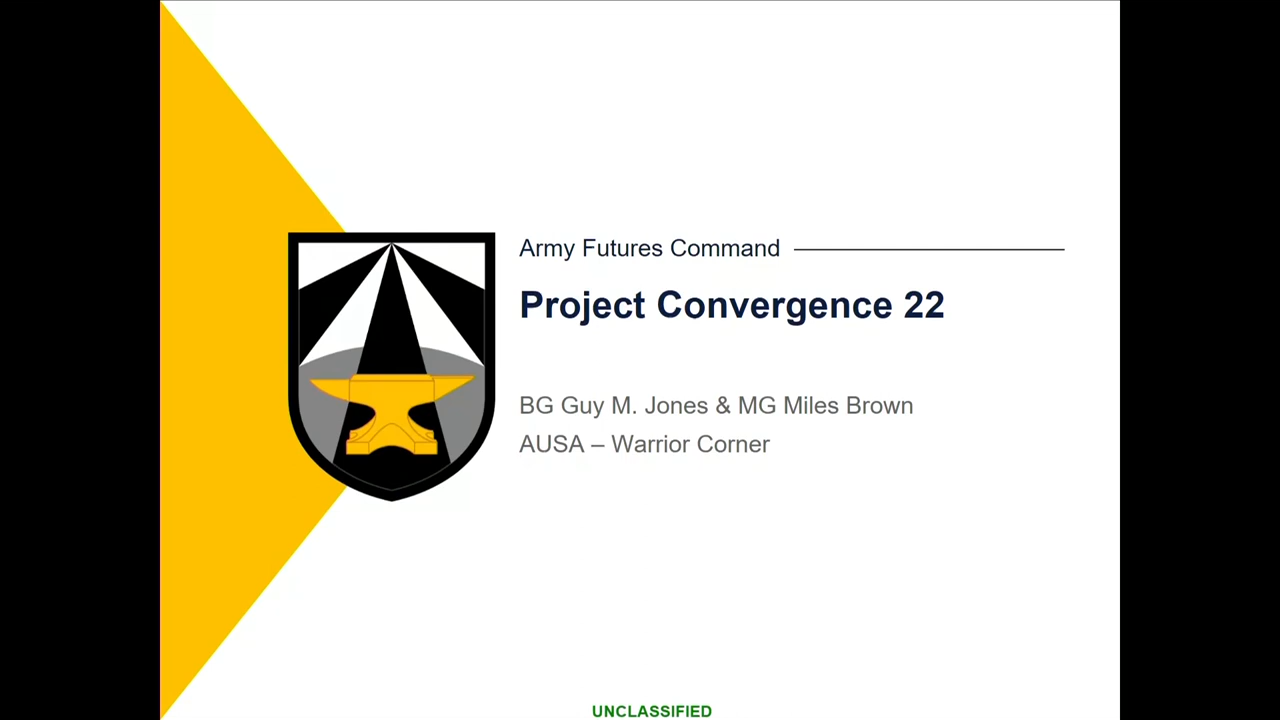 Army Futures Command
Project Convergence 22
BG Guy M. Jones & MG Miles Brown
AUSA – Warrior Corner
UNCLASSIFIED